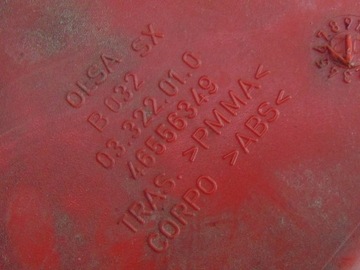 OLSA SX
B 032
03.322.01.0
46556349
TRAS. >PMMA<
CORPO >ABS<